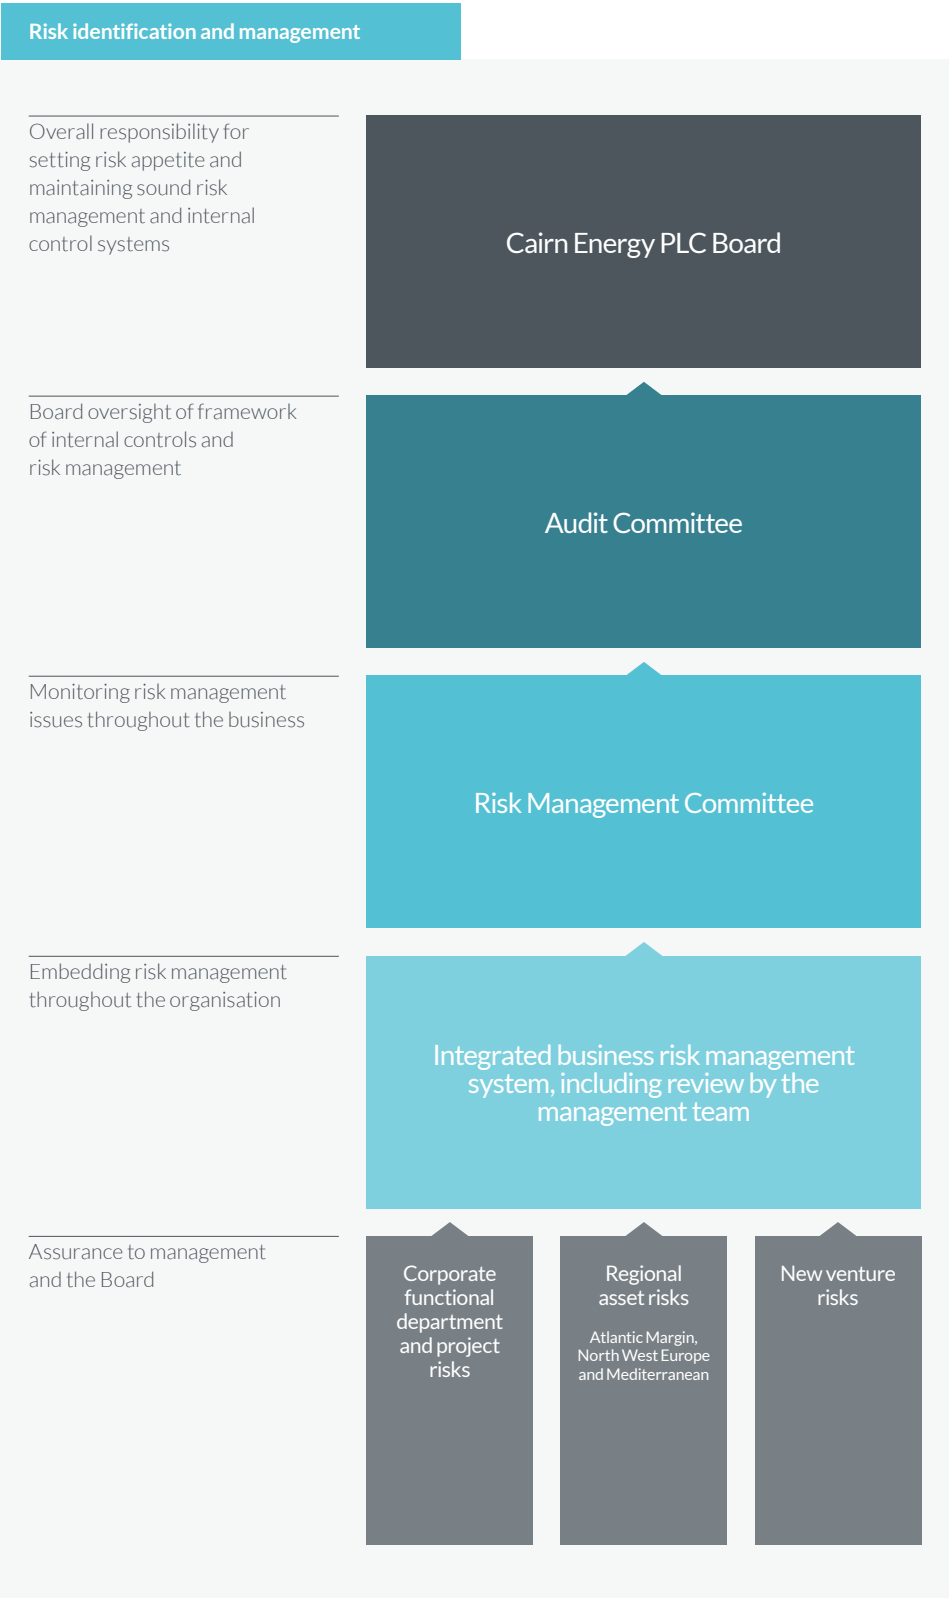 Risk identification and management
Overall responsibility for
setting risk appetite and
maintaining sound risk
management and internal
control systems
Cairn Energy PLC Board
Board oversight of framework
of internal controls and
risk management
Audit Committee
Monitoring risk management
issues throughout the business
Risk Management Committee
Embedding risk management
throughout the organisation
Integrated business risk management
system, including review by the
management team
Assurance to management
and the Board
Corporate
functional
department
and project
risks
Regional
asset risks
Atlantic Margin,
North West Europe
and Mediterranean
New venture
risks